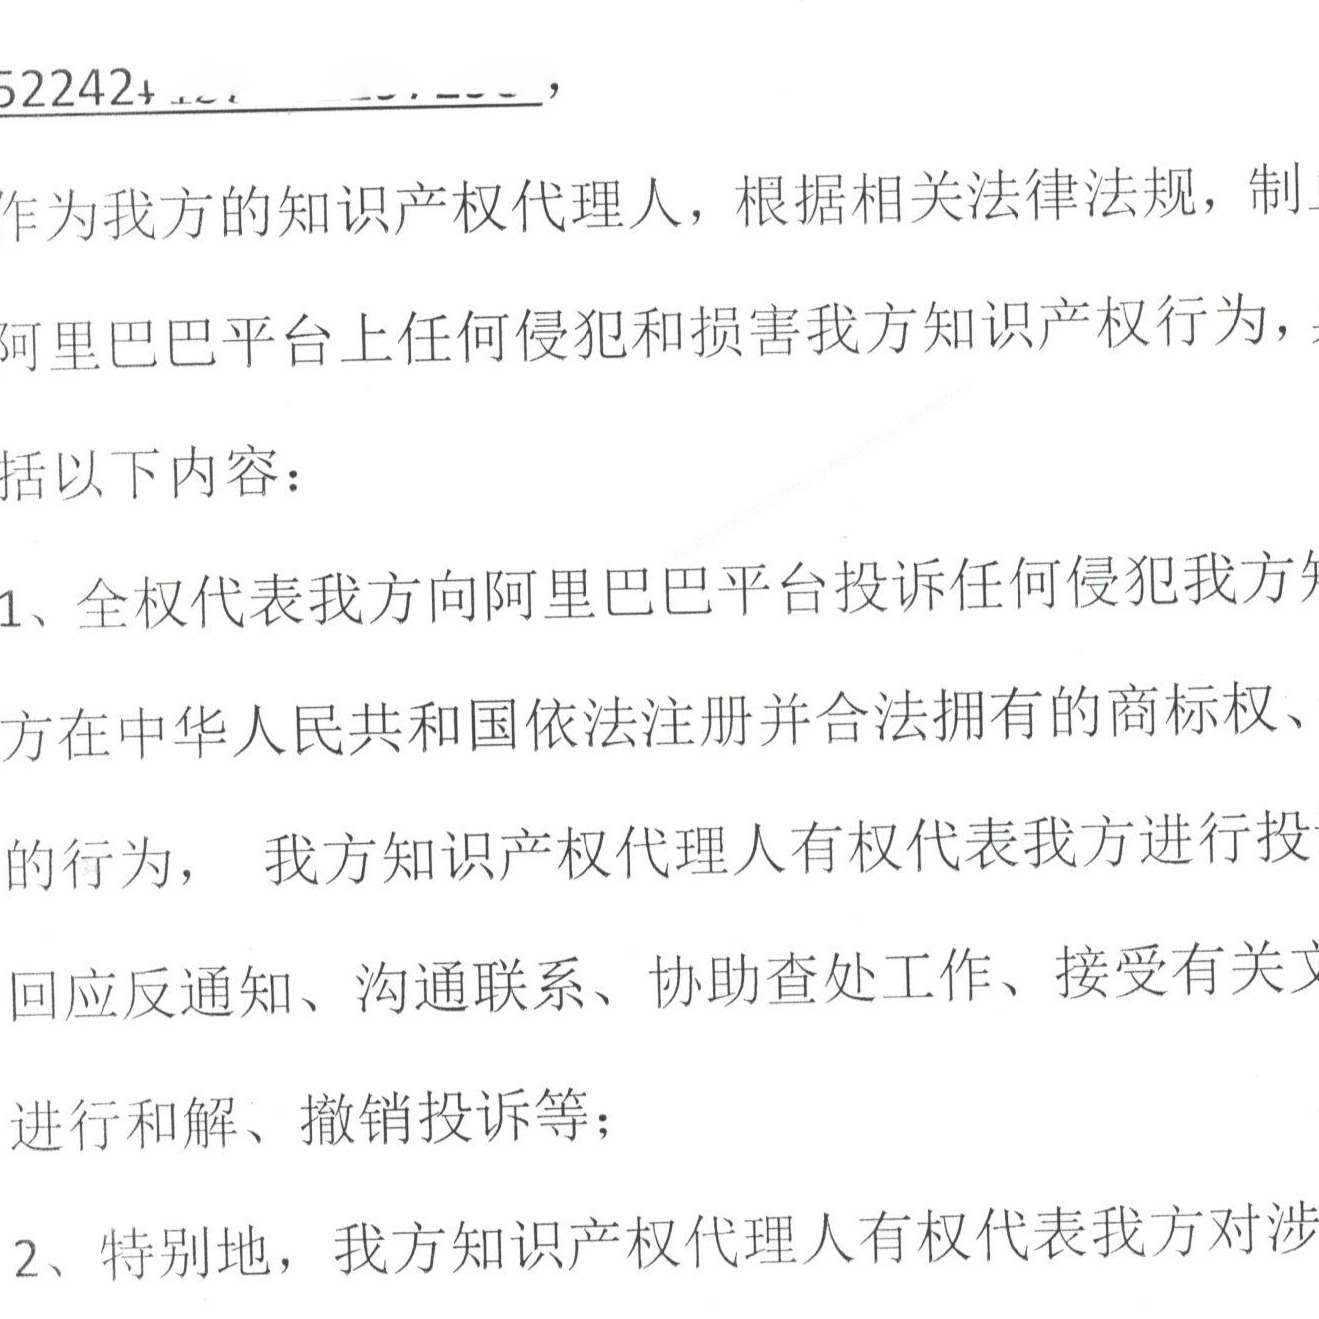 52242
作为我方的知识产权代理人，根据相关法律法规，制
阿里巴巴平台上任何侵犯和损害我方知识产权行为，
括以下内容：
1、全权代表我方向阿里巴巴平台投诉任何侵犯我方知
方在中华人民共和国依法注册并合法拥有的商标权、
的行为， 我方知识产权代理人有权代表我方进行投
回应反通知、沟通联系、协助查处工作、接受有关文
进行和解、撤销投诉等；
2、特别地，我方知识产权代理人有权代表我方对涉